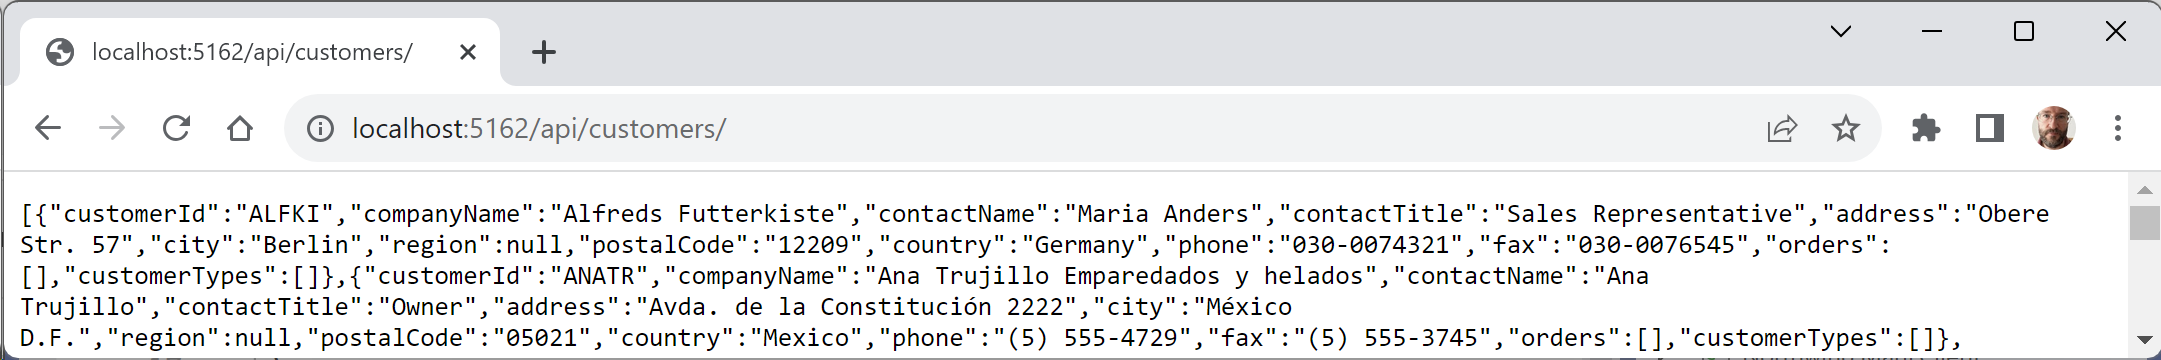 localhost:5162/api/customers/
localhost:5162/api/customers/
[{"customerId":"ALFKI","companyName":"Alfreds Futterkiste","contactName":"Maria Anders","contactTitle":"Sales Representative","address":"Obere
Str. 57","city":"Berlin","region":null,"postalCode":"12209","country":"Germany","phone":"030-0074321","fax":"030-0076545","orders":
[],"customerTypes":[]},{"customerId":"ANATR","companyName":"Ana Trujillo Emparedados y helados","contactName":"Ana
Trujillo","contactTitle":"Owner","address":"Avda. de la Constitución 2222","city":"México
D.F.","region":null,"postalCode":"05021","country":"Mexico","phone":"(5) 555-4729","fax":"(5) 555-3745","orders":[],"customerTypes":[]},